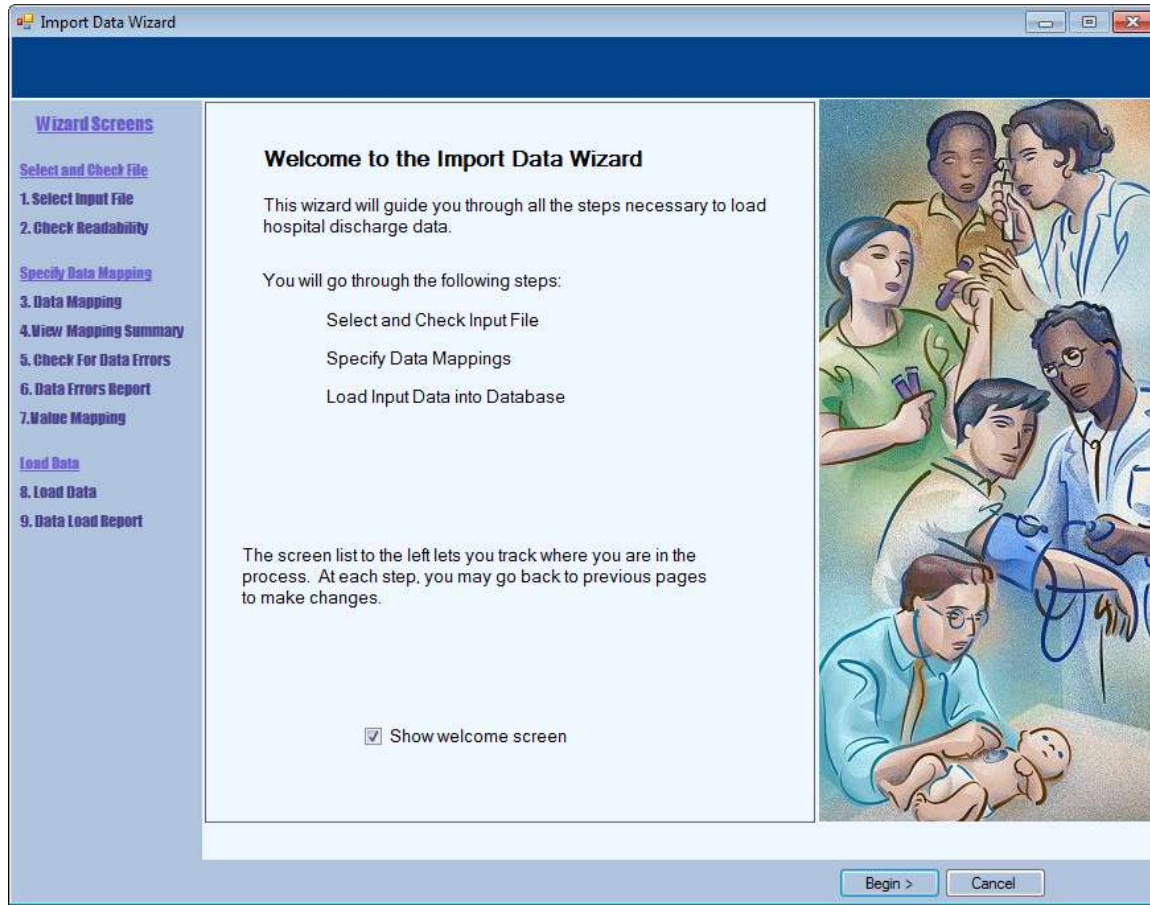 Import Data Wizard
Wizard Screens
Select and Check File
1. Select Input File
2. Check Readability
Specify Data Mapping
3. Data Mapping
4.View Mapping Summary
5. Check For Data Errors
6. Data Errors Report
7.Value Mapping
Load Data
8. Load Data
9. Data Load Report
Welcome to the Import Data Wizard
This wizard will guide you through all the steps necessary to load
hospital discharge data.
You will go through the following steps:
Select and Check Input File
Specify Data Mappings
Load Input Data into Database
The screen list to the left lets you track where you are in the
process.  At each step, you may go back to previous pages
to make changes.
Show welcome screen
Begin >
Cancel